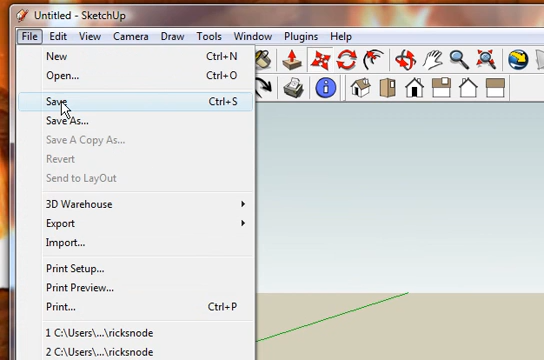 Untitled - SketchUp
File Edit View Camera Draw Tools Window Plugins Help
New Ctrl+N
Open... Ctrl+O
Save Ctrl+S
Save As...
Save A Copy As...
Revert
Send to LayOut
3D Warehouse
Export
Import...
Print Setup...
Print Preview...
Print... Ctrl+P
1 C:\Users\...\ricksnode
2 C:\Users\...\ricksnode